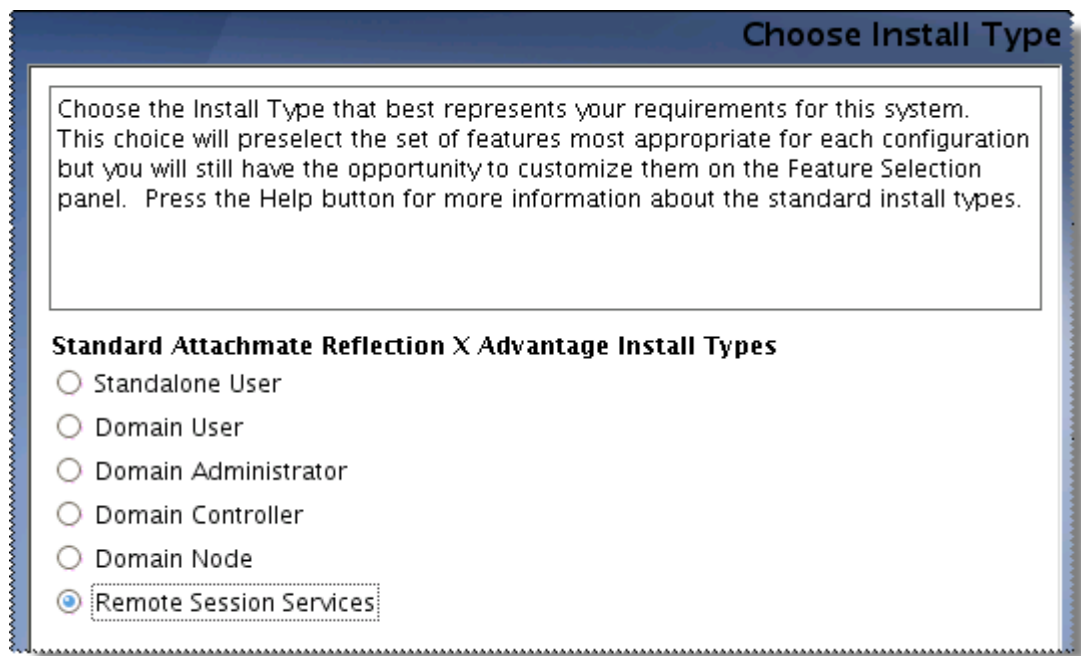 Choose Install Type
Choose the Install Type that best represents your requirements for this system.
This choice will preselect the set of features most appropriate for each configuration
but you will still have the opportunity to customize them on the Feature Selection
panel.  Press the Help button for more information about the standard install types.
Standard Attachmate Reflection X Advantage Install Types
Standalone User
Domain User
Domain Administrator
Domain Controller
Domain Node
Remote Session Services